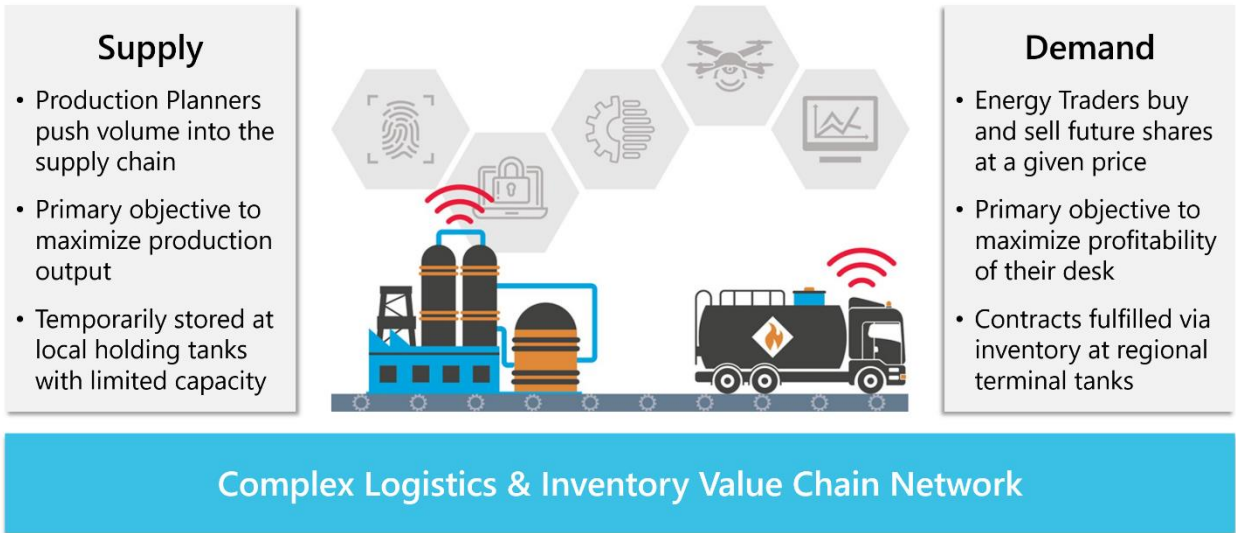 Supply
• Production Planners
push volume into the
supply chain
• Primary objective to
maximize production
output
• Temporarily stored at
local holding tanks
with limited capacity
Demand
• Energy Traders buy
and sell future shares
at a given price
• Primary objective to
maximize profitability
of their desk
• Contracts fulfilled via
inventory at regional
terminal tanks
Complex Logistics & Inventory Value Chain Network